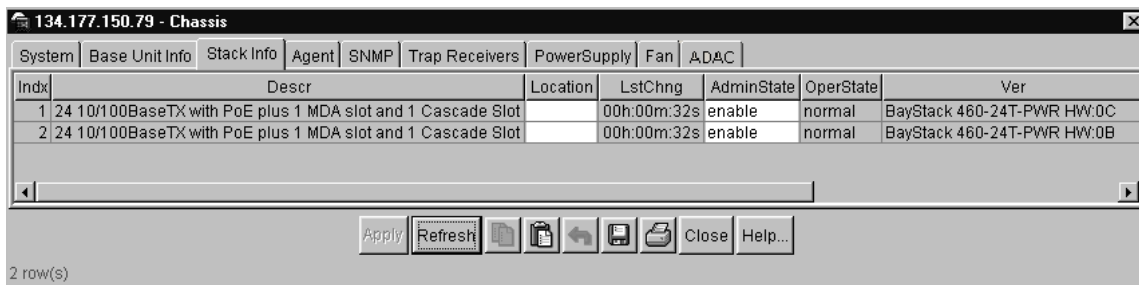 134.177.150.79 - Chassis
System Base Unit Info Stack Info Agent SNMP Trap Receivers PowerSupply Fan ADAC
Indx Descr Location LstChng AdminState OperState Ver
1 24 10/100BaseTX with PoE plus 1 MDA slot and 1 Cascade Slot 00h:00m:32s enable normal BayStack 460-24T-PWR HW:0C
2 24 10/100BaseTX with PoE plus 1 MDA slot and 1 Cascade Slot 00h:00m:32s enable normal BayStack 460-24T-PWR HW:0B
Apply Refresh Close Help...
2 row(s)